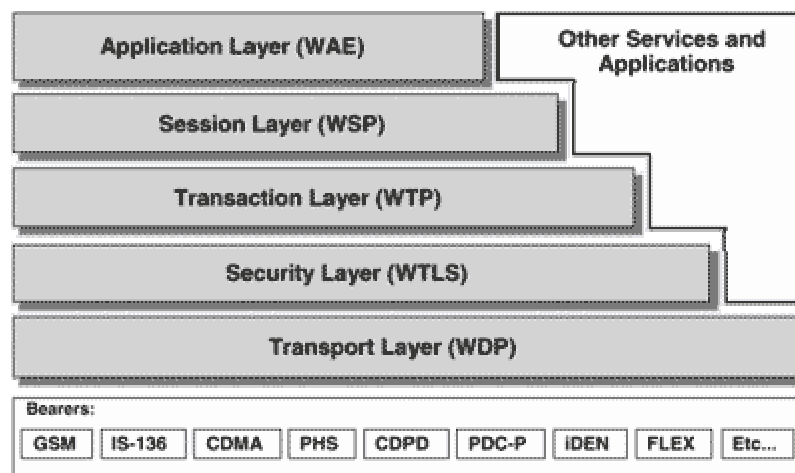 Application Layer (WAE)
Other Services and
Applications
Session Layer (WSP)
Transaction Layer (WTP)
Security Layer (WTLS)
Transport Layer (WDP)
Bearers:
GSM IS-136 CDMA PHS CDPD PDC-P iDEN FLEX Etc...